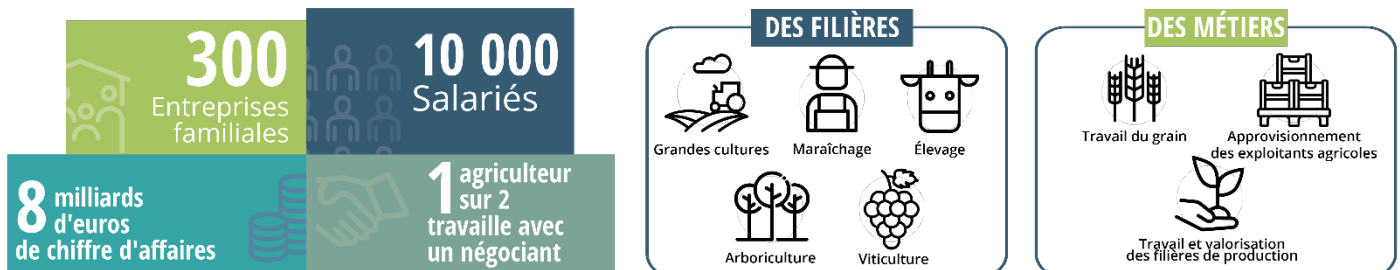 300
Entreprises
familiales
10 000
Salariés
8 milliards
d'euros
de chiffre d'affaires
1 agriculteur
sur 2
travaille avec
un négociant
DES FILIÈRES
Grandes cultures
Maraîchage
Élevage
Arboriculture
Viticulture
DES MÉTIERS
Travail du grain
Approvisionnement
des exploitants agricoles
Travail et valorisation
des filières de production